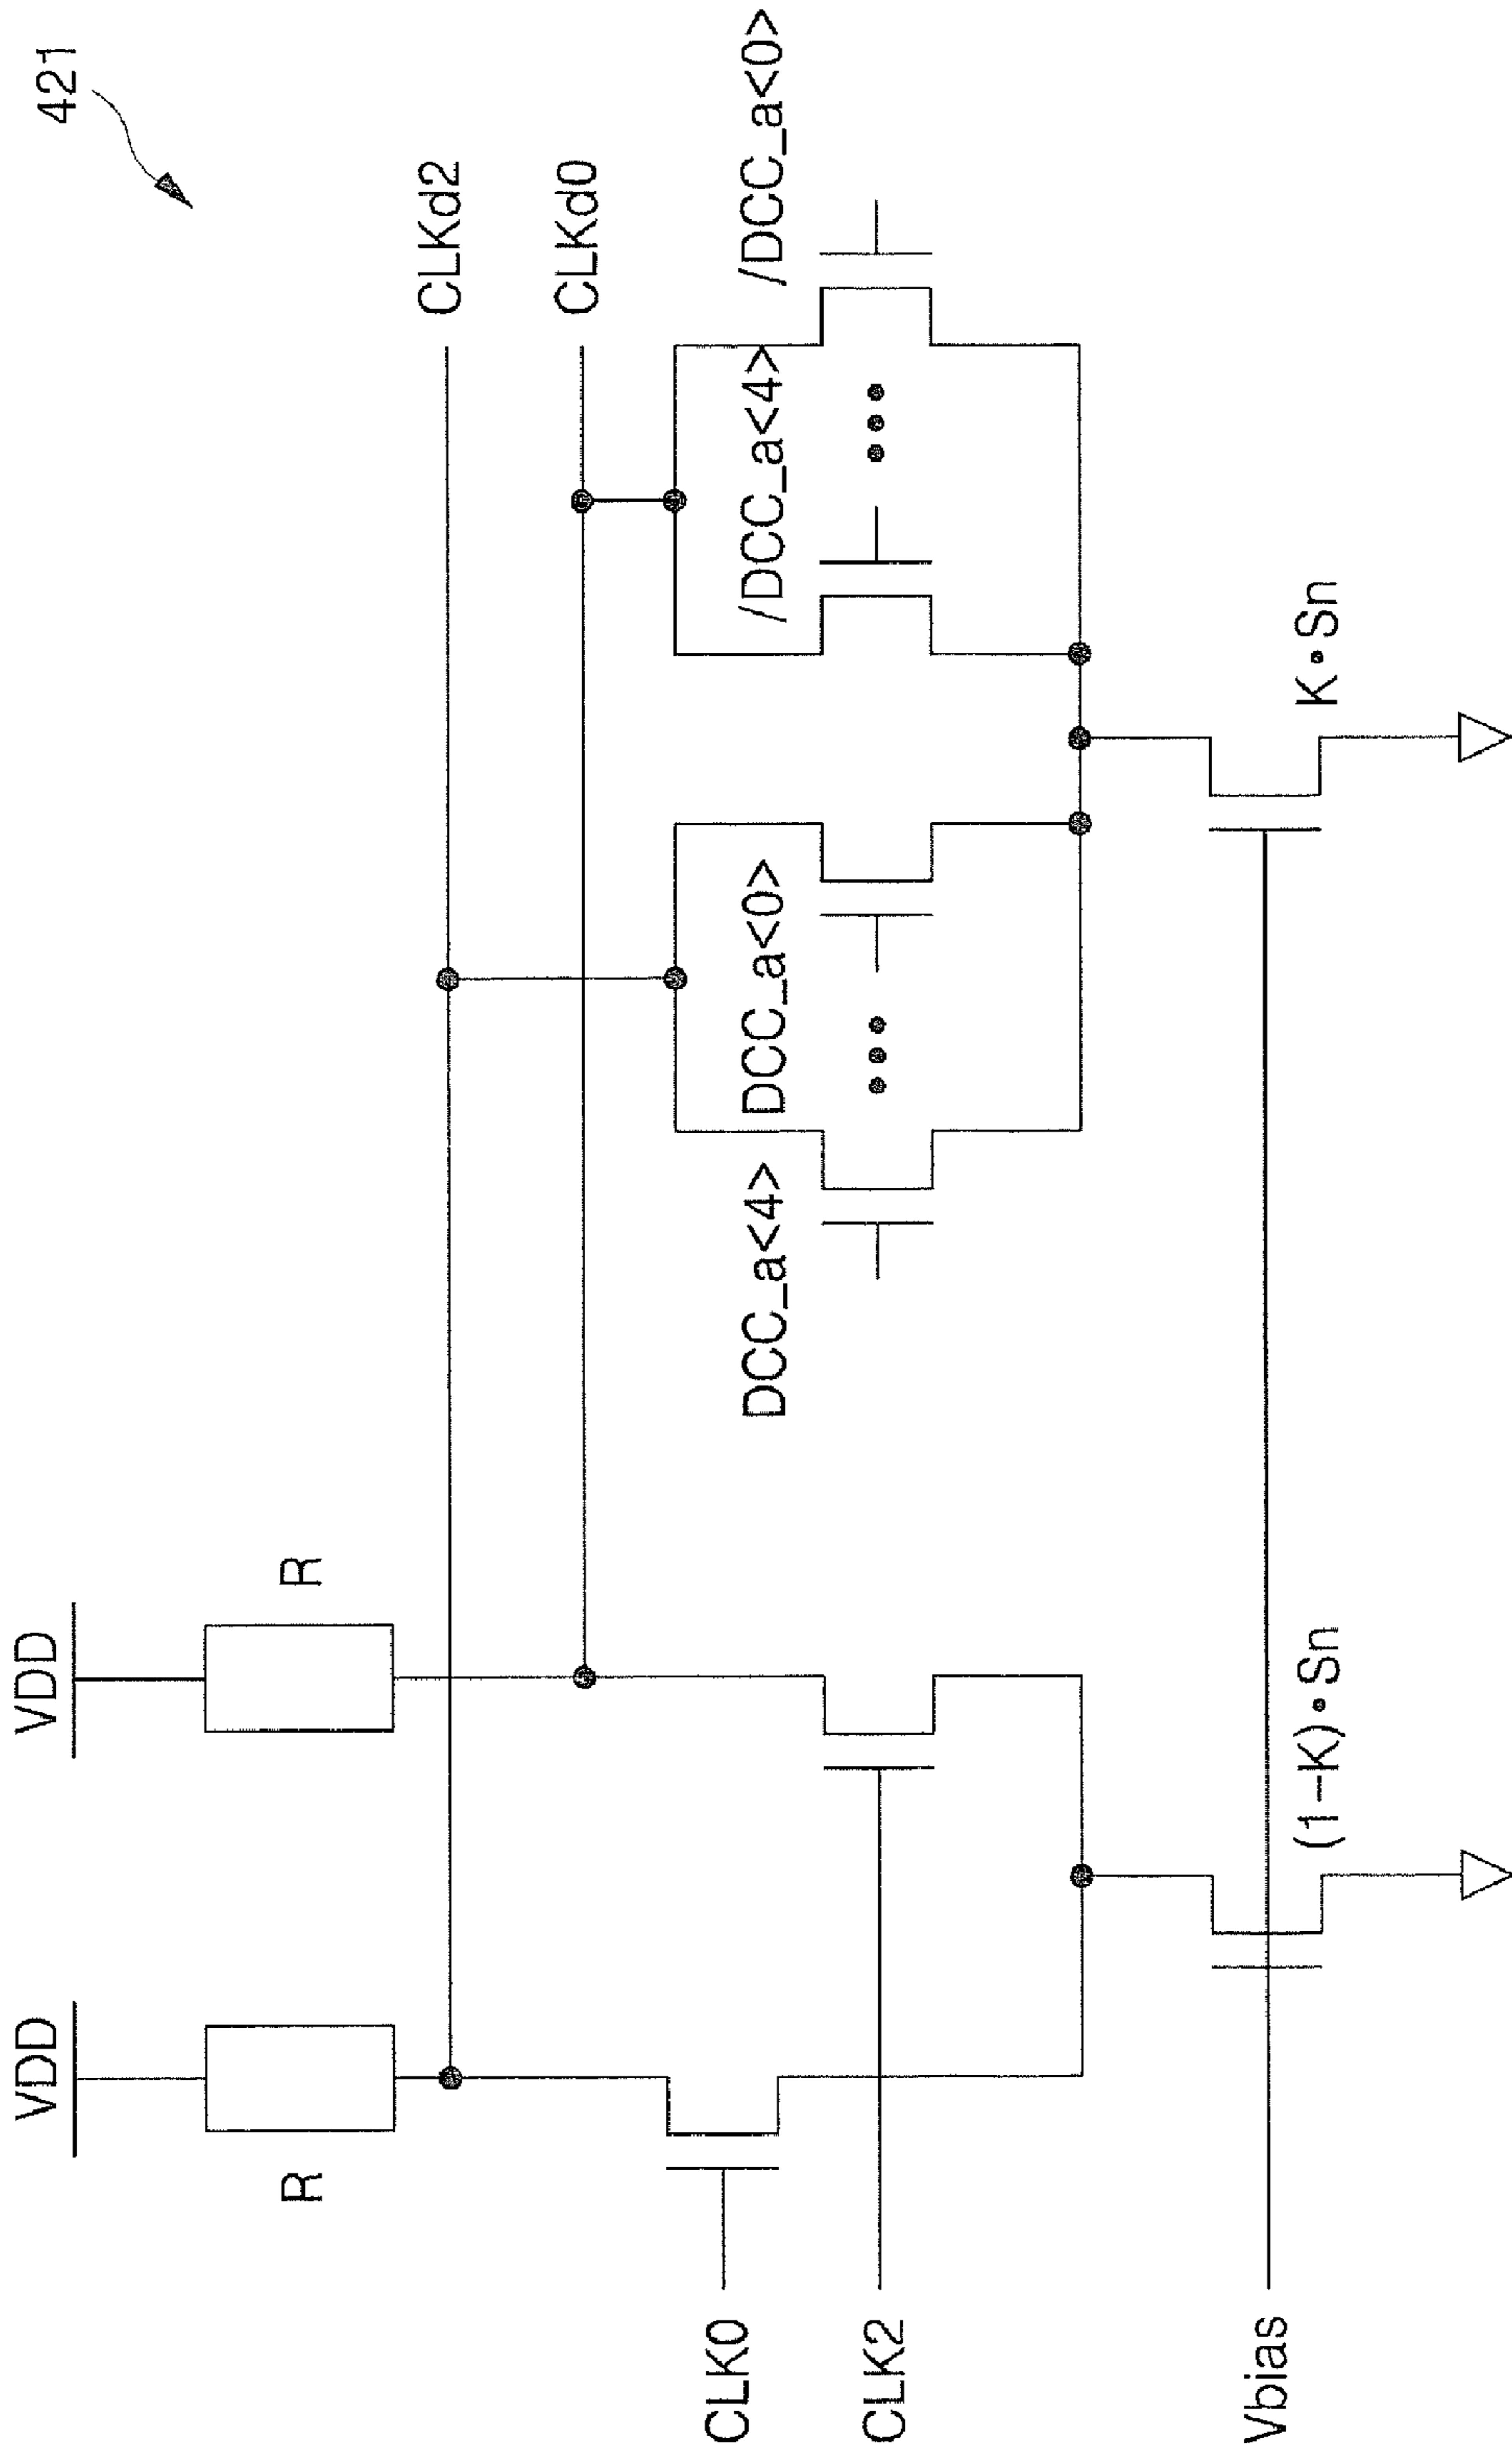 421
VDD
VDD
R
R
CLKd2
CLKd0
CLK0
CLK2
DCC_a<4>
DCC_a<0>
/DCC_a<4>
/DCC_a<0>
Vbias
(1-K)•Sn
K•Sn